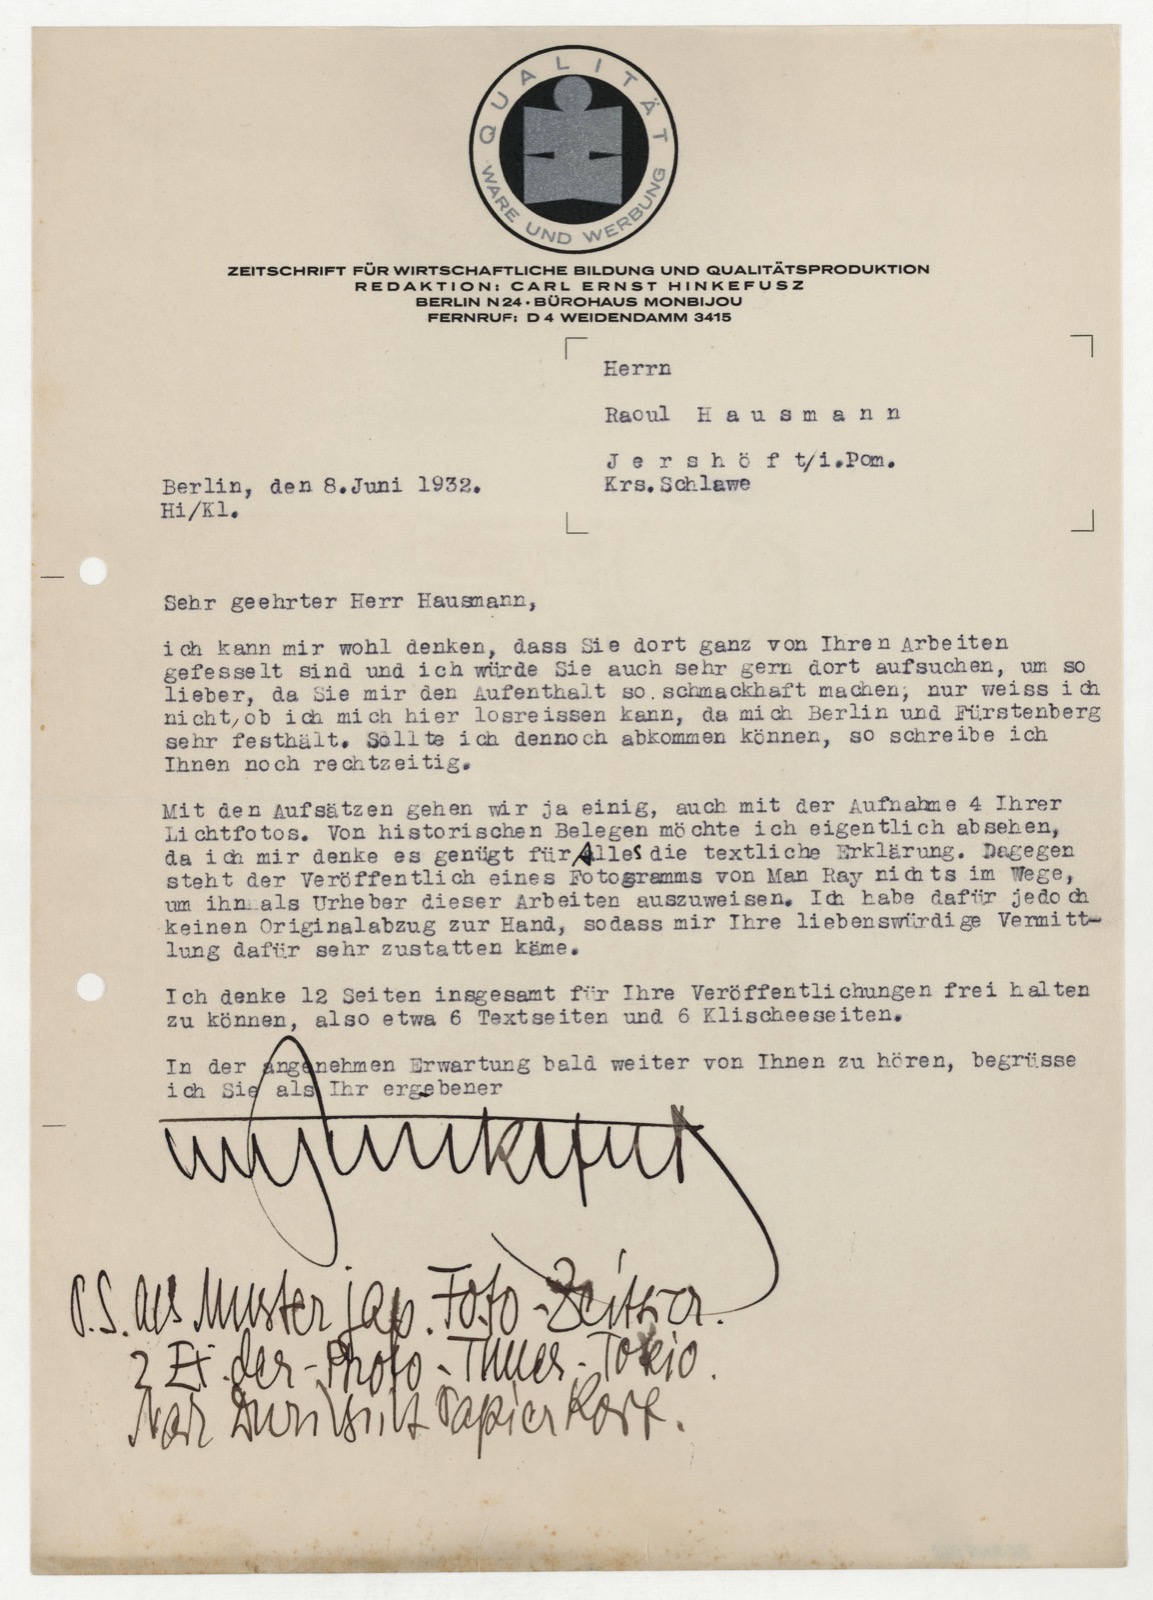 QUALITÄT
WARE UND WERBUNG
ZEITSCHRIFT FÜR WIRTSCHAFTLICHE BILDUNG UND QUALITÄTSPRODUKTION
REDAKTION: CARL ERNST HINKEFUSZ
BERLIN N 24 · BÜROHAUS MONBIJOU
FERNRUF: D 4 WEIDENDAMM 3415
Herrn
Raoul H a u s m a n n
J e r s h ö f t/i.Pom.
Krs.Schlawe
Berlin, den 8.Juni 1932.
Hi/Kl.
Sehr geehrter Herr Hausmann,
ich kann mir wohl denken, dass Sie dort ganz von Ihren Arbeiten
gefesselt sind und ich würde Sie auch sehr gern dort aufsuchen, um so
lieber, da Sie mir den Aufenthalt so schmackhaft machen, nur weiss ich
nicht, ob ich mich hier losreissen kann, da mich Berlin und Fürstenberg
sehr festhält. Sollte ich dennoch abkommen können, so schreibe ich
Ihnen noch rechtzeitig.
Mit den Aufsätzen gehen wir ja einig, auch mit der Aufnahme 4 Ihrer
Lichtfotos. Von historischen Belegen möchte ich eigentlich absehen,
da ich mir denke es genügt für Alles die textliche Erklärung. Dagegen
steht der Veröffentlich eines Fotogramms von Man Ray nichts im Wege,
um ihn als Urheber dieser Arbeiten auszuweisen. Ich habe dafür jedoch
keinen Originalabzug zur Hand, sodass mir Ihre liebenswürdige Vermitt-
lung dafür sehr zustatten käme.
Ich denke 12 Seiten insgesamt für Ihre Veröffentlichungen frei halten
zu können, also etwa 6 Textseiten und 6 Klischeeseiten.
In der angenehmen Erwartung bald weiter von Ihnen zu hören, begrüsse
ich Sie als Ihr ergebener
Hinkefuß
P.S. als Muster jap. Foto-Zeitschr.
2 Ex. der Photo-Times-Tokio.
Nach Durchsicht Papierkorb.